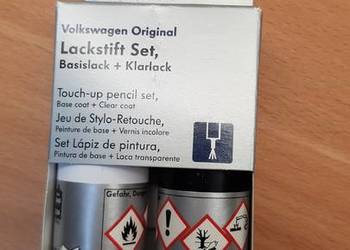 Volkswagen Original
Lackstift Set,
Basislack + Klarlack
Touch-up pencil set,
Base coat + Clear coat
Jeu de Stylo-Retouche,
Peinture de base + Vernis incolore
Set Lápiz de pintura,
Pintura de base + Laca transparente
Gefahr,